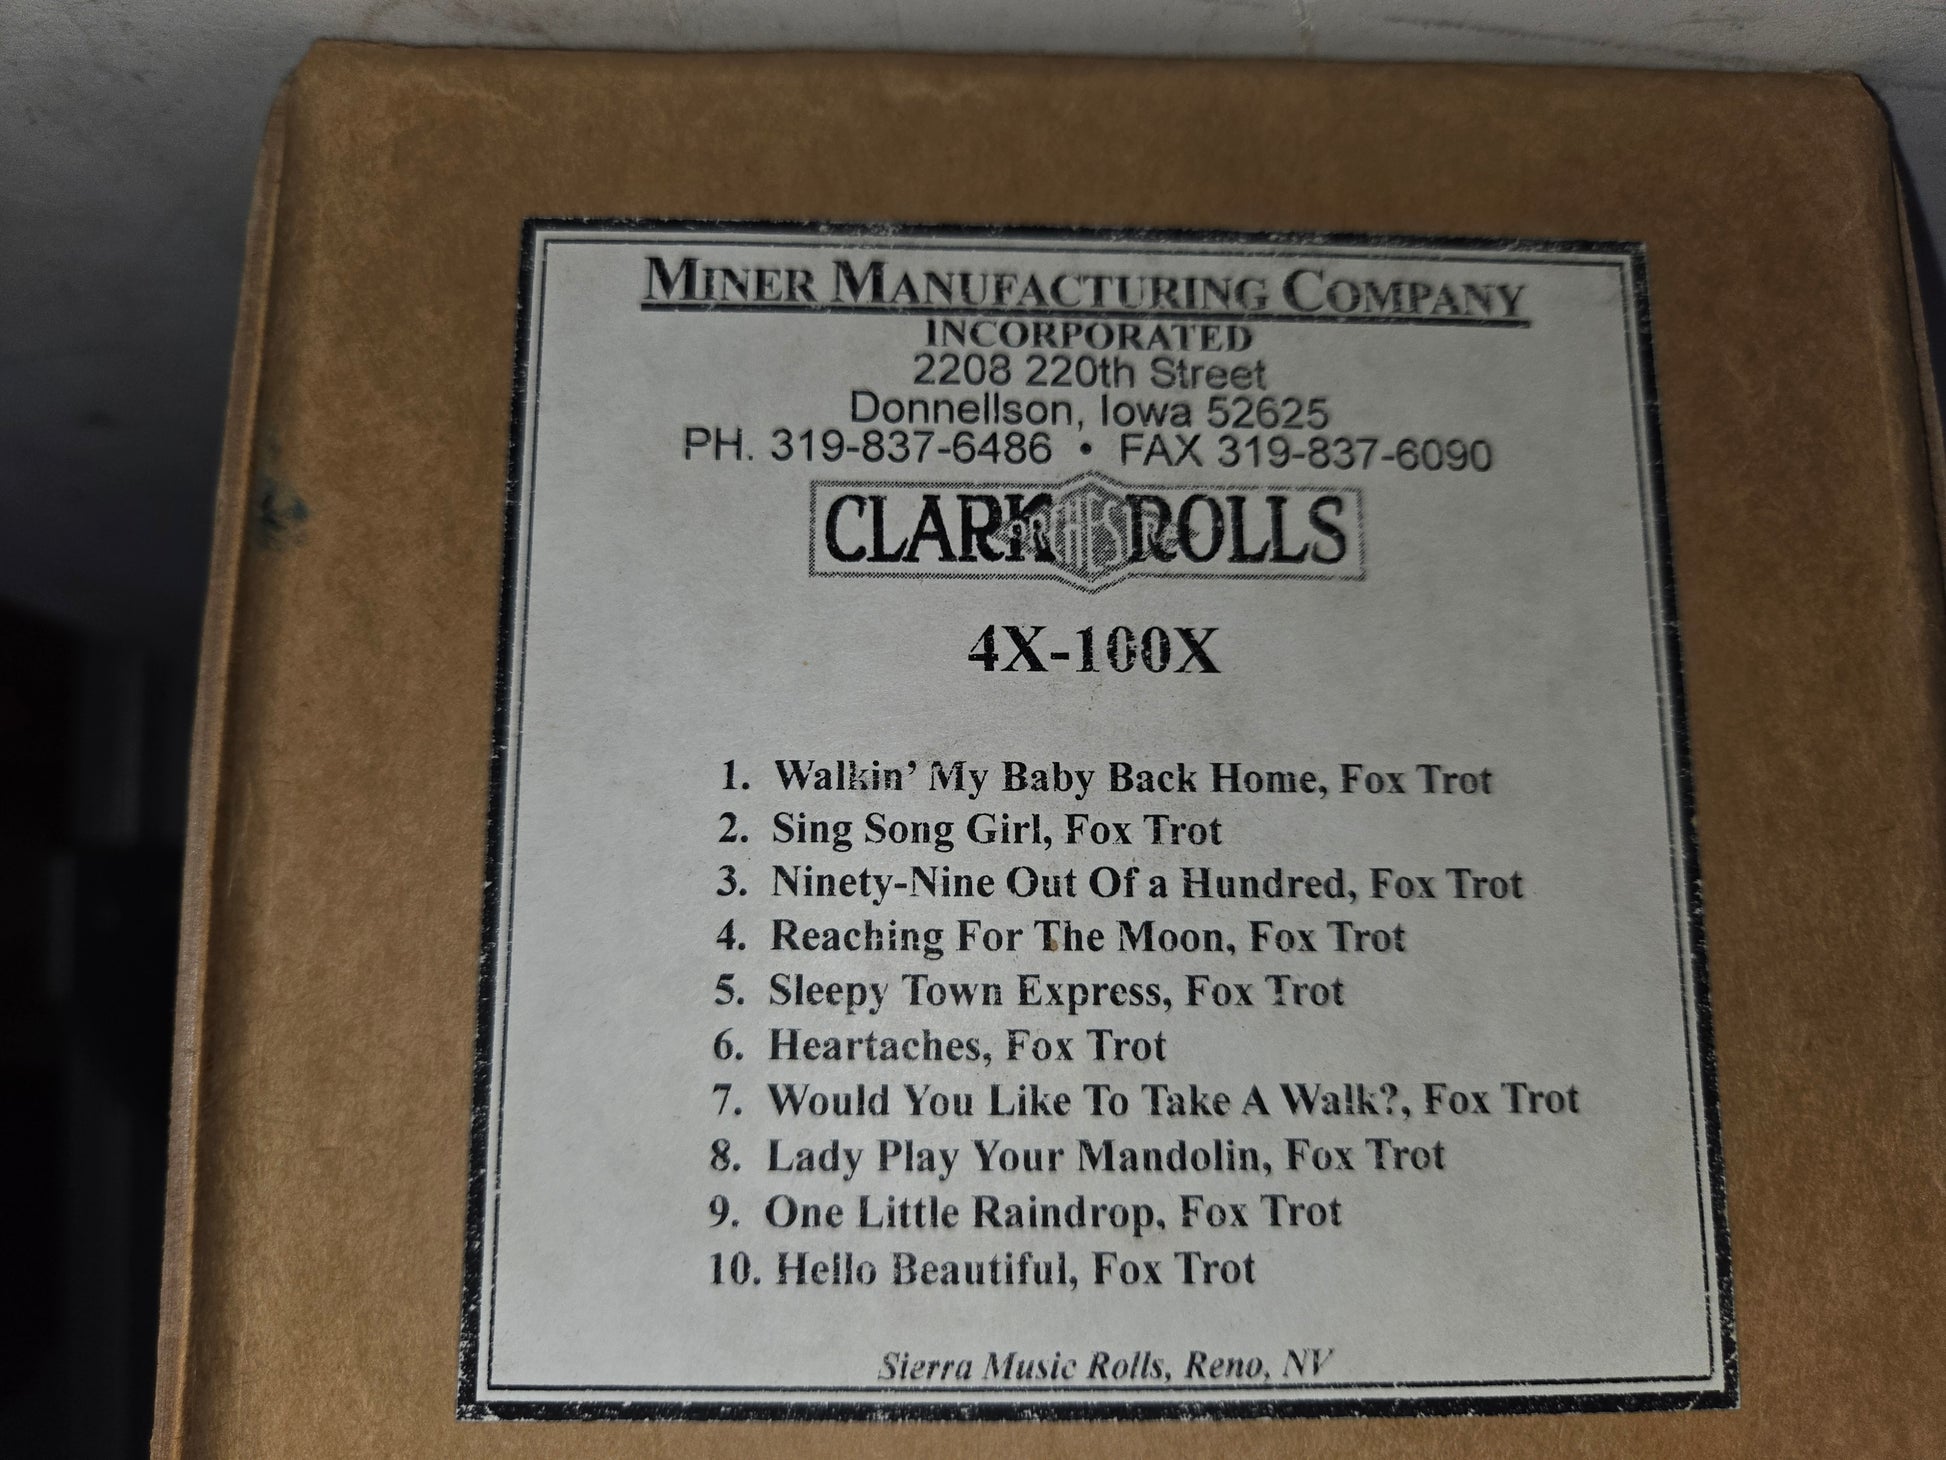 MINER MANUFACTURING COMPANY
INCORPORATED
2208 220th Street
Donnellson, Iowa 52625
PH. 319-837-6486 • FAX 319-837-6090
CLARK ORCHESTRA ROLLS
4X-100X
1. Walkin' My Baby Back Home, Fox Trot
2. Sing Song Girl, Fox Trot
3. Ninety-Nine Out Of a Hundred, Fox Trot
4. Reaching For The Moon, Fox Trot
5. Sleepy Town Express, Fox Trot
6. Heartaches, Fox Trot
7. Would You Like To Take A Walk?, Fox Trot
8. Lady Play Your Mandolin, Fox Trot
9. One Little Raindrop, Fox Trot
10. Hello Beautiful, Fox Trot
Sierra Music Rolls, Reno, NV